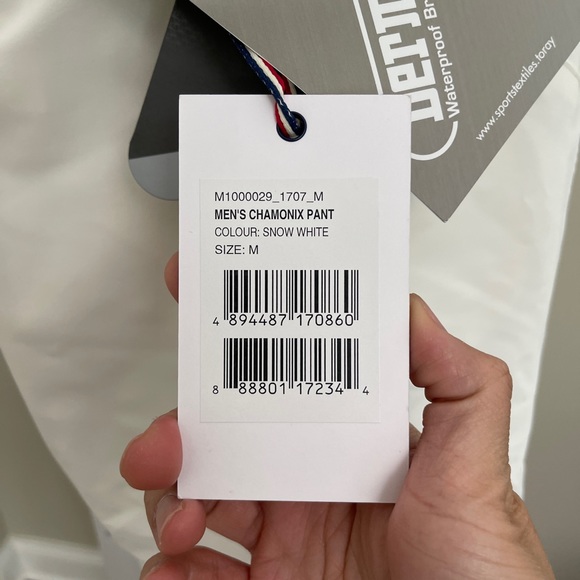 Waterproof
www.sportstextiles.toray
M1000029_1707_M
MEN'S CHAMONIX PANT
COLOUR: SNOW WHITE
SIZE: M
4 894487 170860
8 88801 17234 4